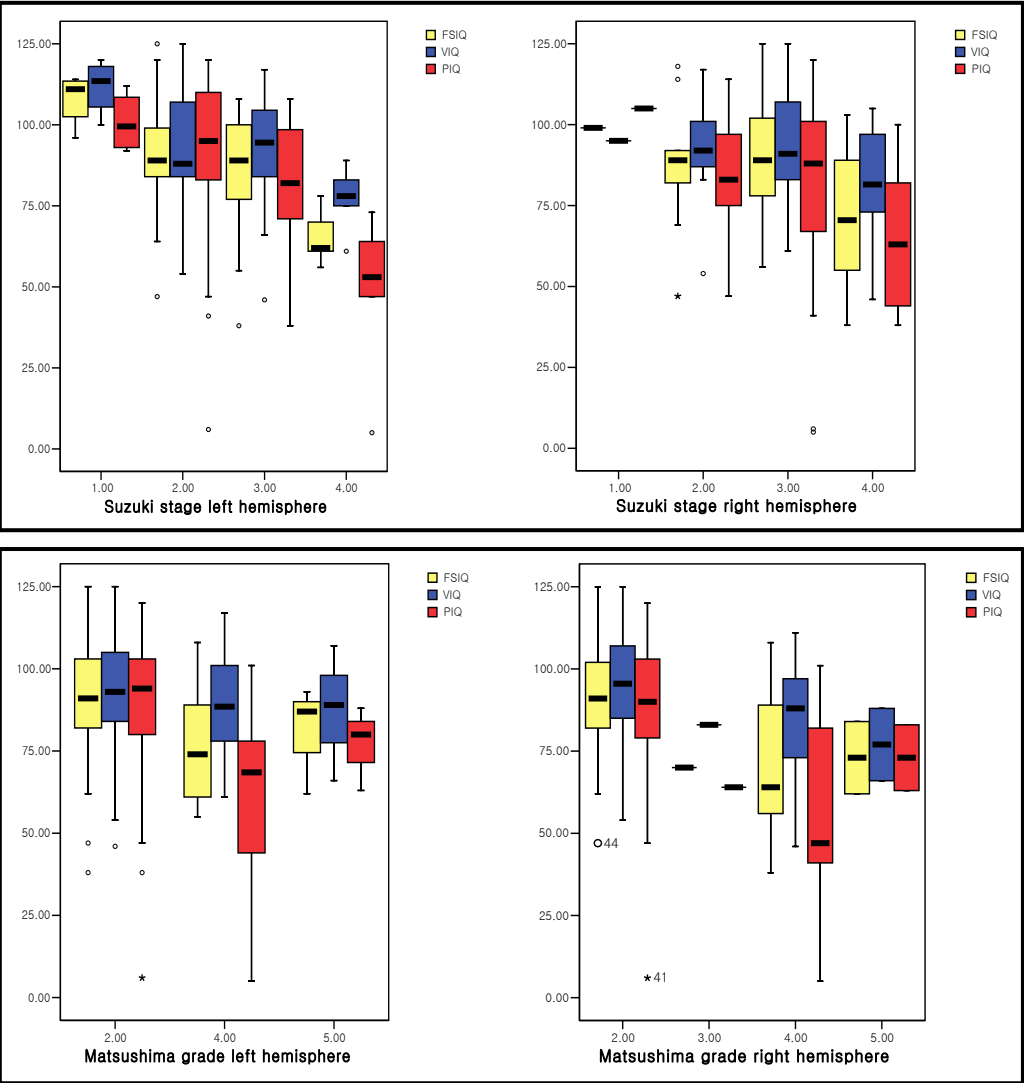 125.00
100.00
75.00
50.00
25.00
0.00
1.00 2.00 3.00 4.00
Suzuki stage left hemisphere
FSIQ
VIQ
PIQ
125.00
100.00
75.00
50.00
25.00
0.00
*
1.00 2.00 3.00 4.00
Suzuki stage right hemisphere
FSIQ
VIQ
PIQ
125.00
100.00
75.00
50.00
25.00
0.00
*
2.00 4.00 5.00
Matsushima grade left hemisphere
FSIQ
VIQ
PIQ
125.00
100.00
75.00
50.00
25.00
0.00
44
*41
2.00 3.00 4.00 5.00
Matsushima grade right hemisphere
FSIQ
VIQ
PIQ